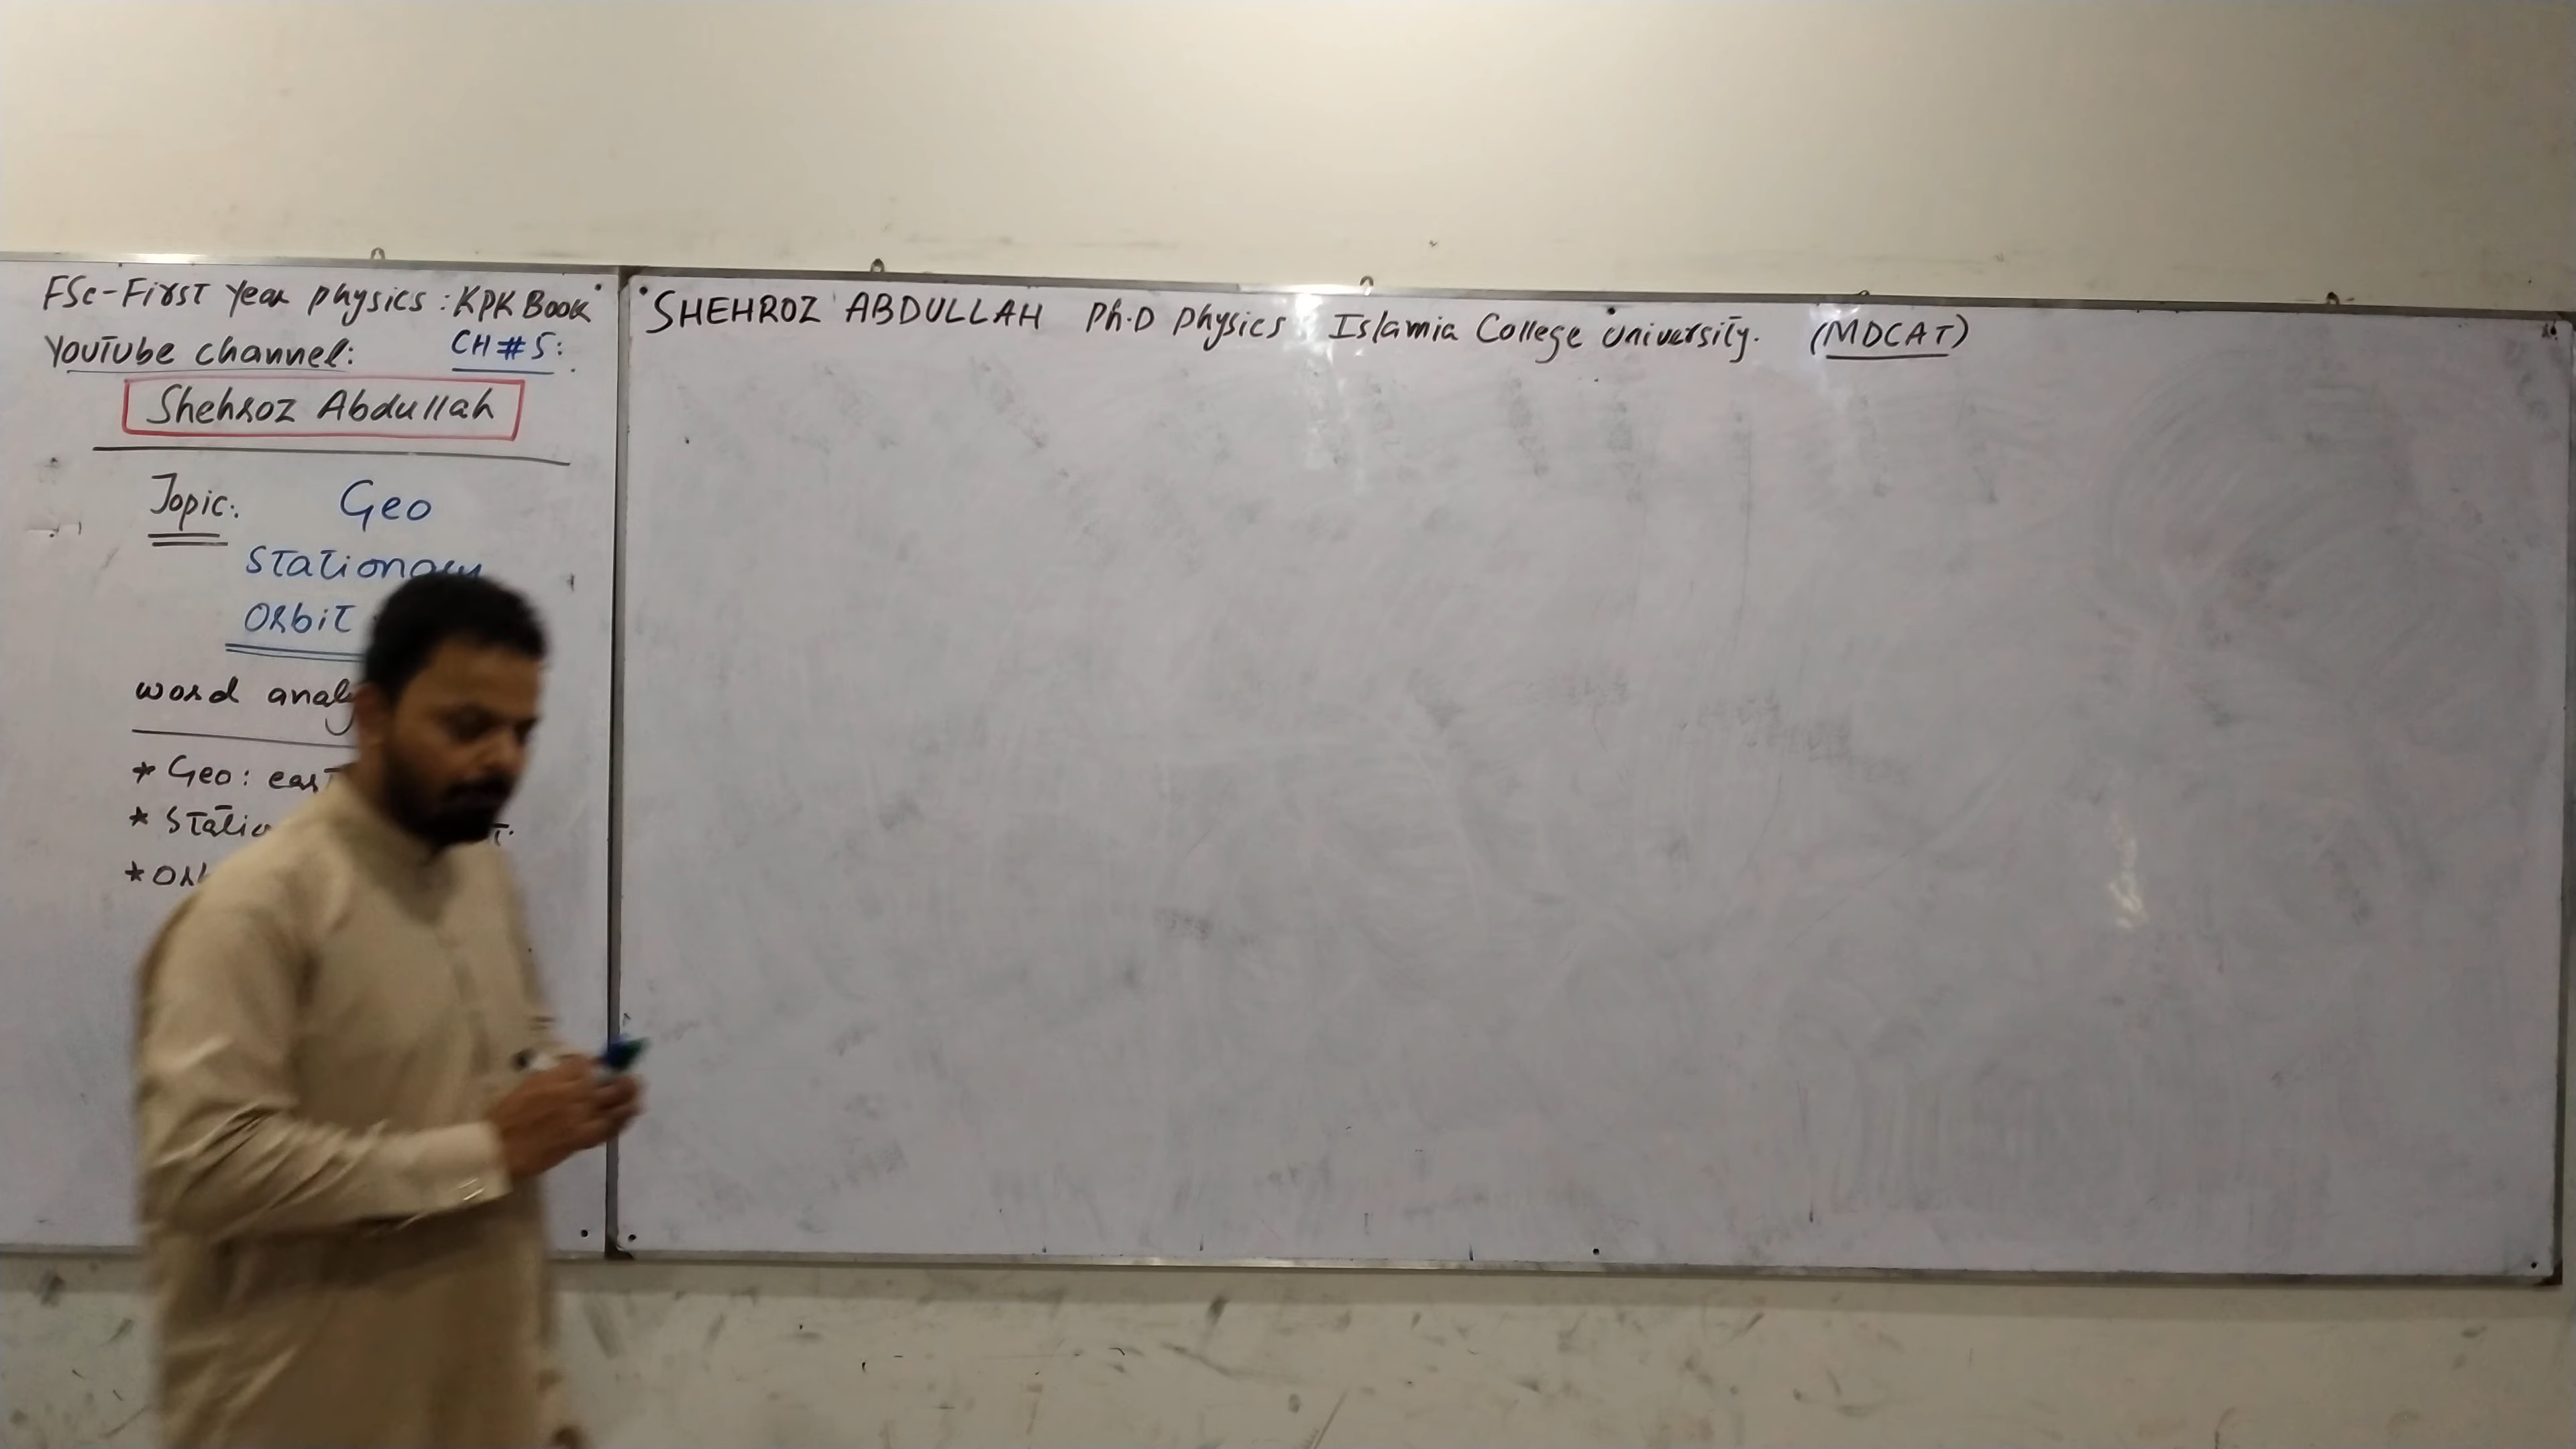 FSc-First Year physics : KPK Book
YouTube channel: CH # 5:
Shehroz Abdullah
Topic: Geo
Stationary
Orbit
word
* Geo:
*
*
SHEHROZ ABDULLAH Ph.D Physics Islamia College University. (MDCAT)